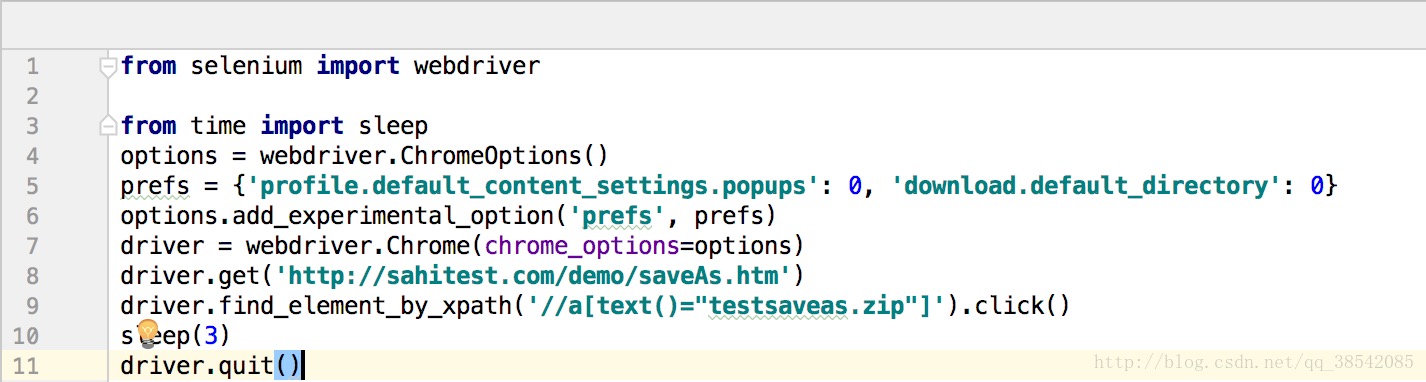 1 from selenium import webdriver
2
3 from time import sleep
4 options = webdriver.ChromeOptions()
5 prefs = {'profile.default_content_settings.popups': 0, 'download.default_directory': 0}
6 options.add_experimental_option('prefs', prefs)
7 driver = webdriver.Chrome(chrome_options=options)
8 driver.get('http://sahitest.com/demo/saveAs.htm')
9 driver.find_element_by_xpath('//a[text()="testsaveas.zip"]').click()
10 sleep(3)
11 driver.quit()
http://blog.csdn.net/qq_38542085